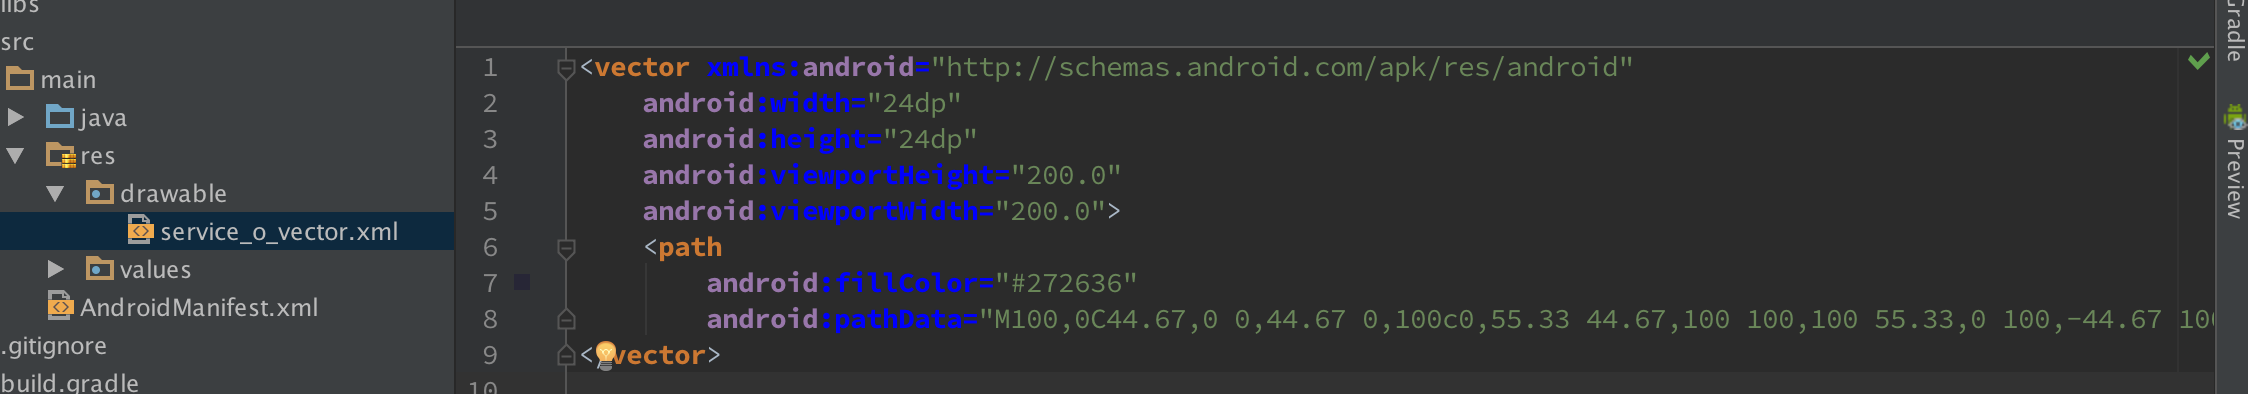 libs
src
main
java
res
drawable
service_o_vector.xml
values
AndroidManifest.xml
.gitignore
build.gradle
1 <vector xmlns:android="http://schemas.android.com/apk/res/android"
2 android:width="24dp"
3 android:height="24dp"
4 android:viewportHeight="200.0"
5 android:viewportWidth="200.0">
6 <path
7 android:fillColor="#272636"
8 android:pathData="M100,0C44.67,0 0,44.67 0,100c0,55.33 44.67,100 100,100 55.33,0 100,-44.67 100
9 < vector>
10
Gradle
Preview